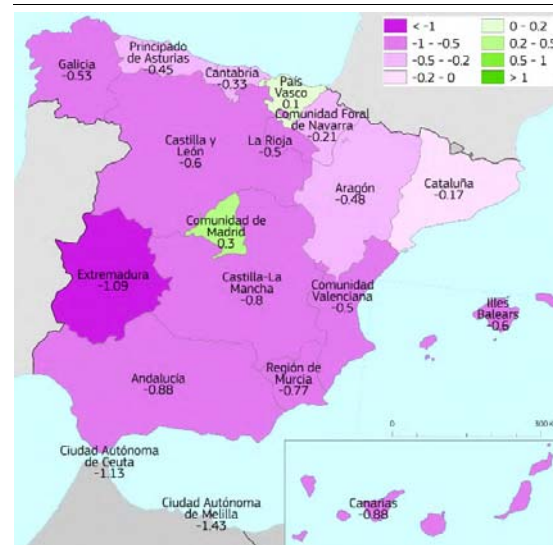 < -1
-1 - -0.5
-0.5 - -0.2
-0.2 - 0
0 - 0.2
0.2 - 0.5
0.5 - 1
> 1
Galicia
-0.53
Principado
de Asturias
-0.45
Cantabria
-0.33
País
Vasco
0.1
Comunidad Foral
de Navarra
-0.21
La Rioja
-0.5
Castilla y
León
-0.6
Aragón
-0.48
Cataluña
-0.17
Comunidad de
Madrid
0.3
Extremadura
-1.09
Castilla-La
Mancha
-0.8
Comunidad
Valenciana
-0.5
Illes
Balears
-0.6
Andalucía
-0.88
Región de
Murcia
-0.77
Ciudad Autónoma
de Ceuta
-1.13
Ciudad Autónoma
de Melilla
-1.43
Canarias
-0.88
0
300